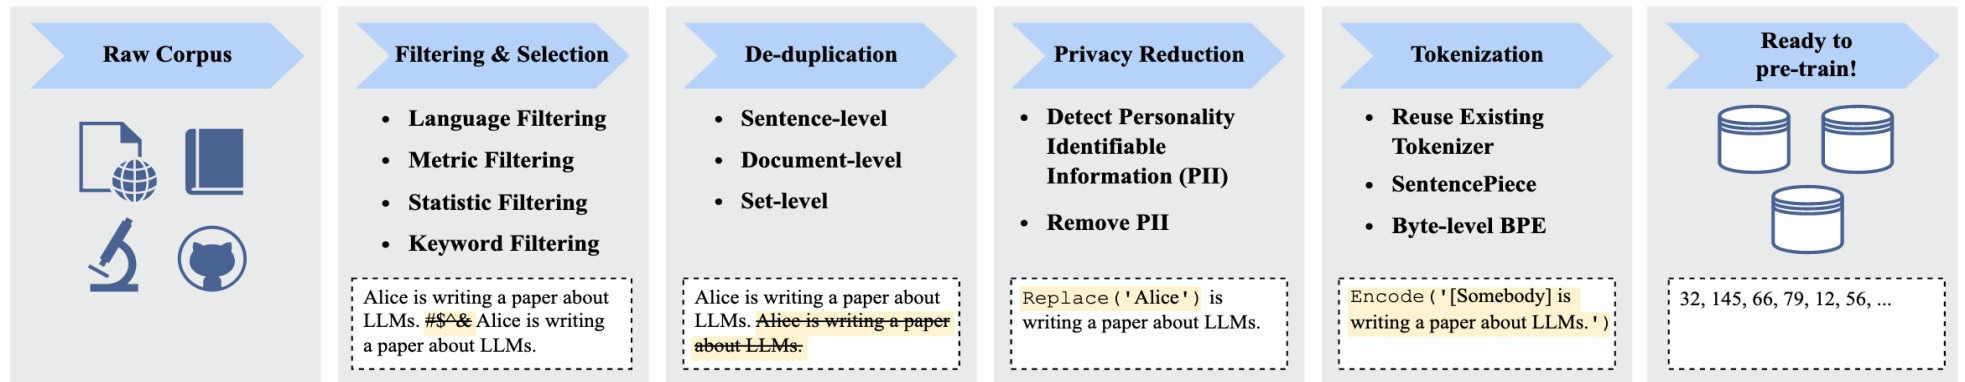 Raw Corpus
Filtering & Selection
• Language Filtering
• Metric Filtering
• Statistic Filtering
• Keyword Filtering
Alice is writing a paper about
LLMs. #$^& Alice is writing
a paper about LLMs.
De-duplication
• Sentence-level
• Document-level
• Set-level
Alice is writing a paper about
LLMs. Alice is writing a paper
about LLMs.
Privacy Reduction
• Detect Personality
Identifiable
Information (PII)
• Remove PII
Replace('Alice') is
writing a paper about LLMs.
Tokenization
• Reuse Existing
Tokenizer
• SentencePiece
• Byte-level BPE
Encode('[Somebody] is
writing a paper about LLMs.')
Ready to
pre-train!
32, 145, 66, 79, 12, 56, ...